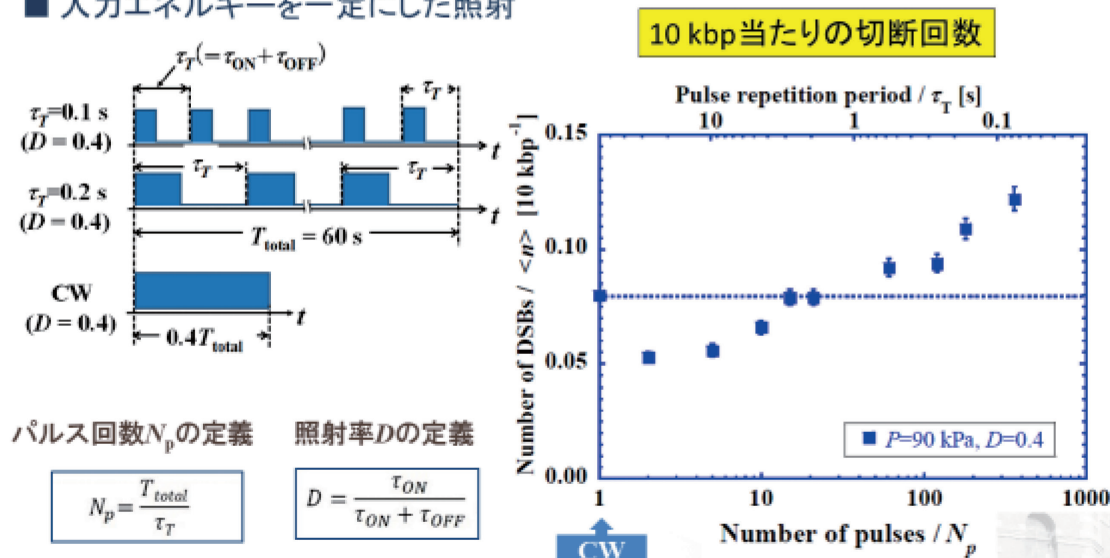 ■ 入力エネルギーを一定にした照射
τT(=τON+τOFF)
τT
τT=0.1 s
(D = 0.4)
t
τT
τT
τT=0.2 s
(D = 0.4)
t
Ttotal = 60 s
CW
(D = 0.4)
t
0.4Ttotal
パルス回数Npの定義
照射率Dの定義
Np = Ttotal / τT
D = τON / τON + τOFF
10 kbp当たりの切断回数
Pulse repetition period / τT [s]
10 1 0.1
Number of DSBs / <n> [10 kbp-1]
0.15
0.10
0.05
0.00
P=90 kPa, D=0.4
1 10 100 1000
Number of pulses / Np
CW